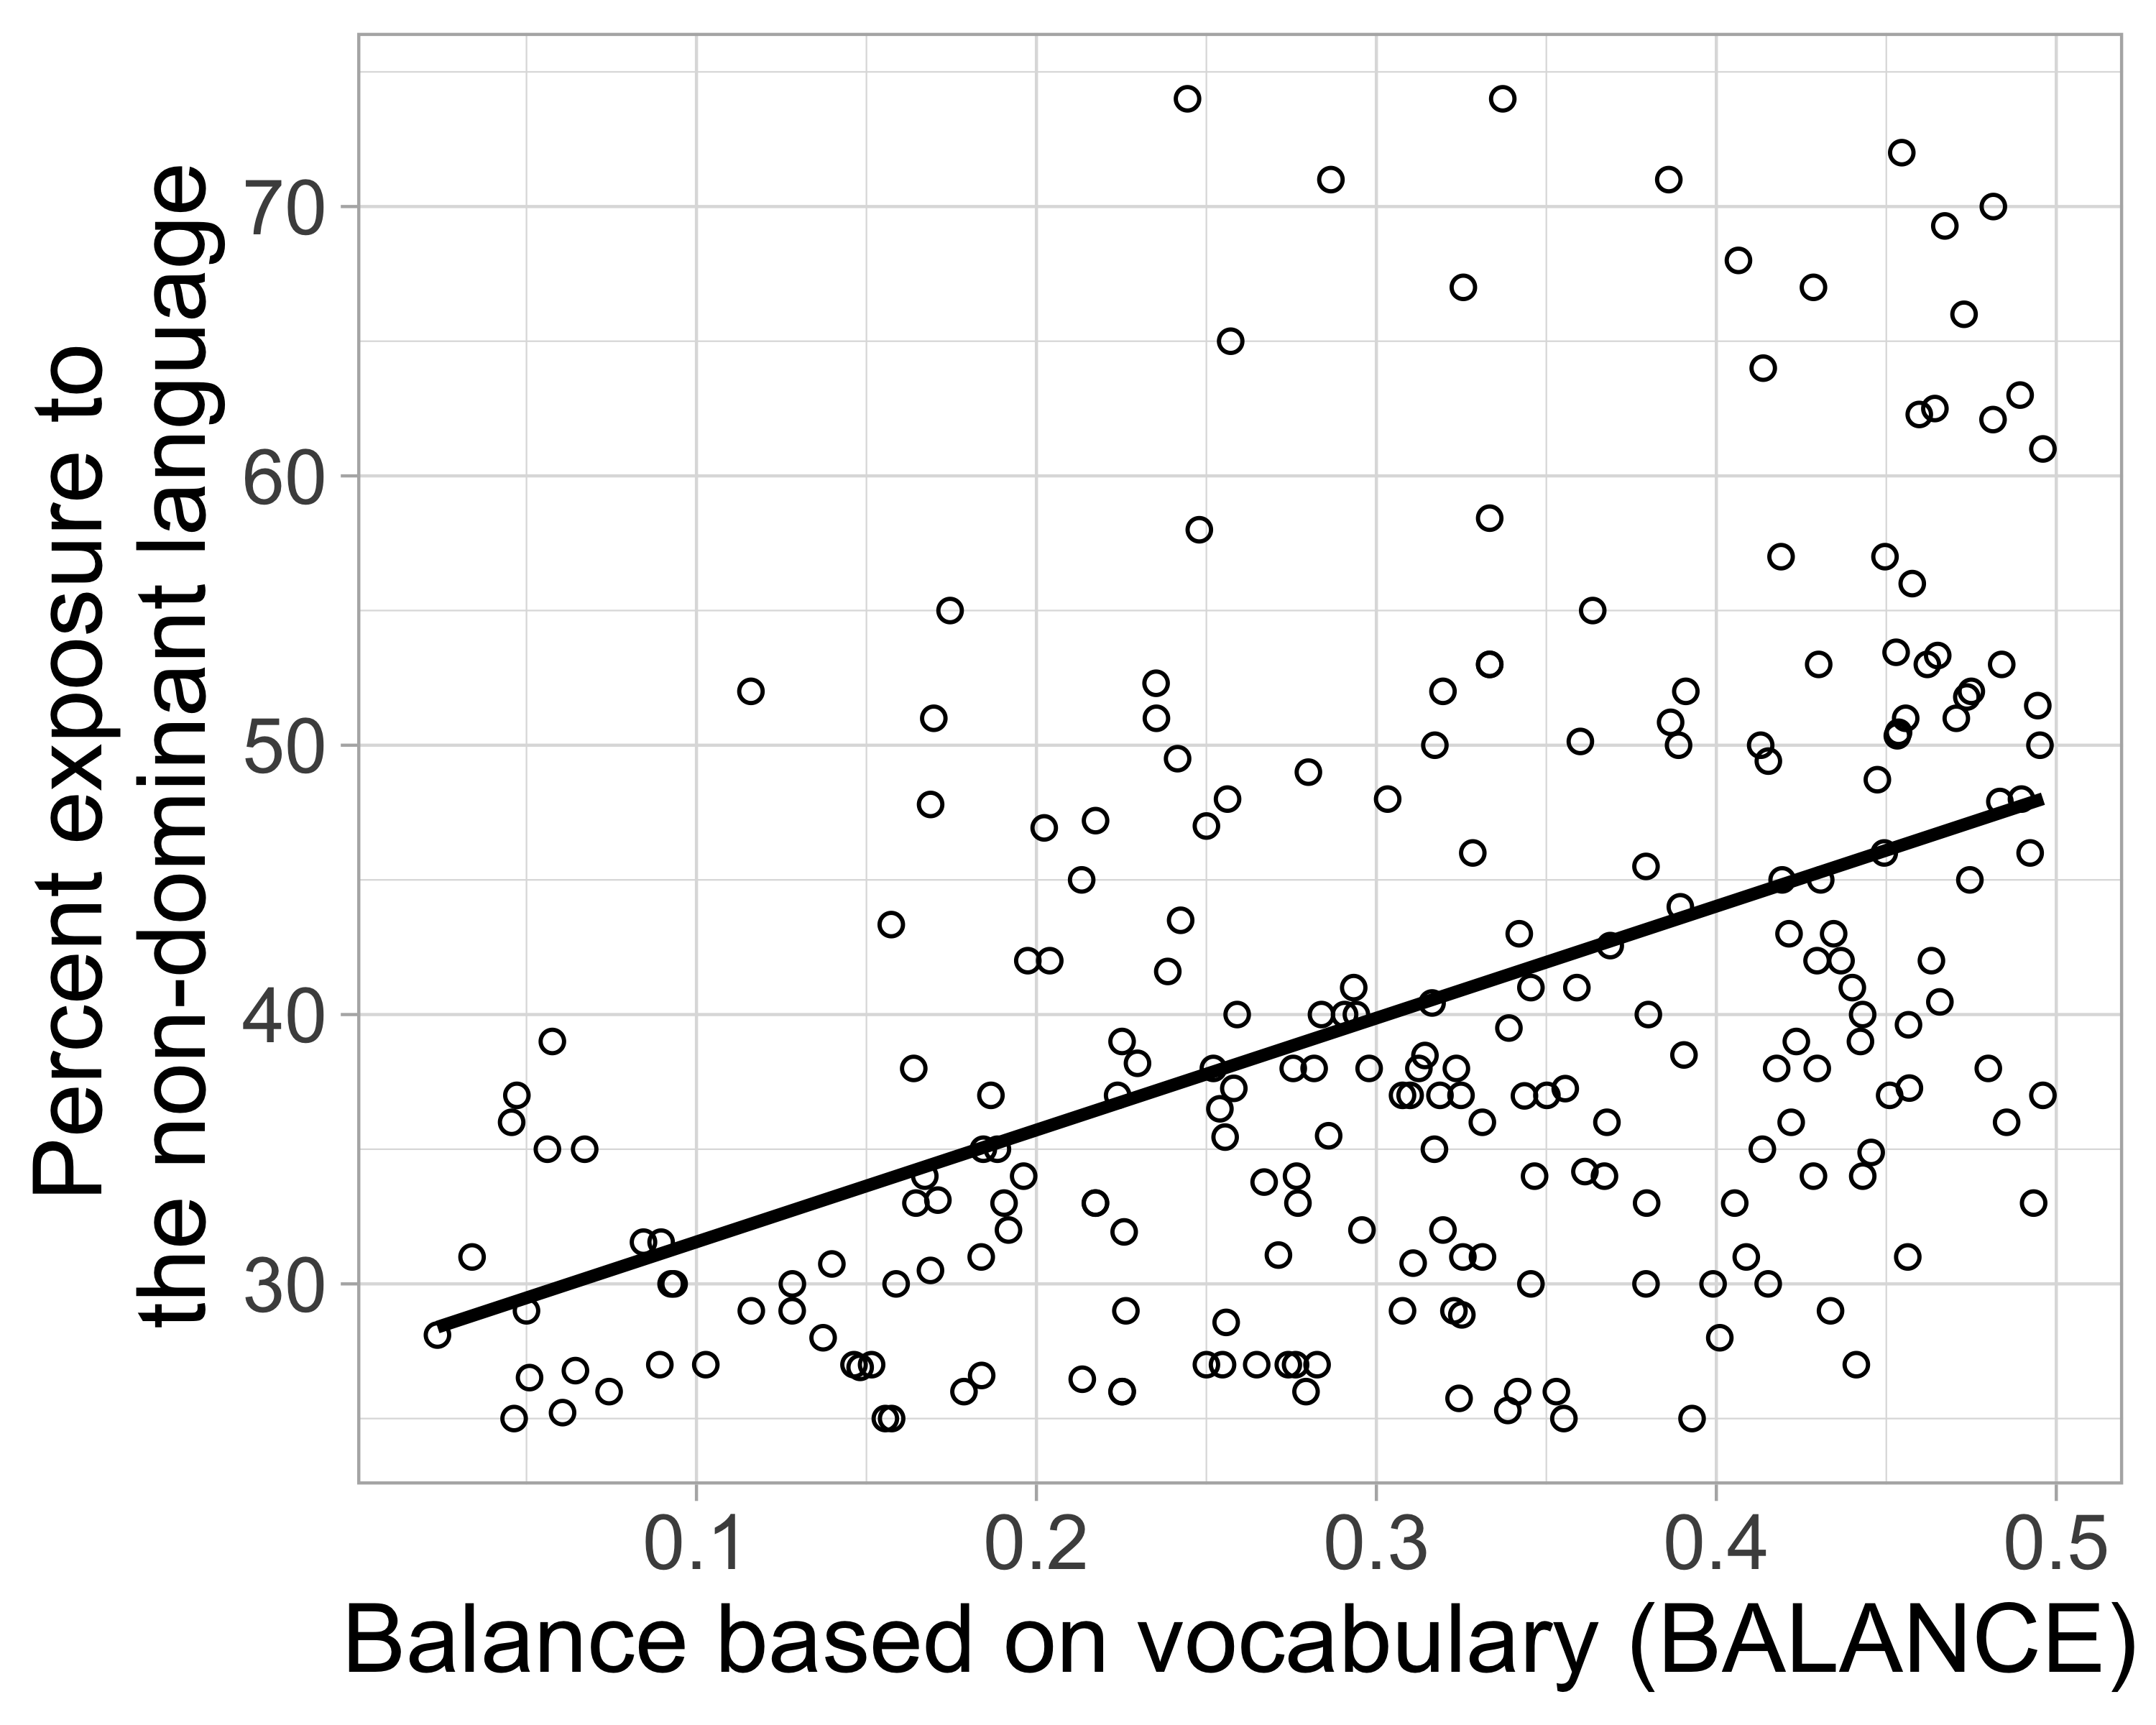 Percent exposure to
the non-dominant language
70
60
50
40
30
0.1 0.2 0.3 0.4 0.5
Balance based on vocabulary (BALANCE)